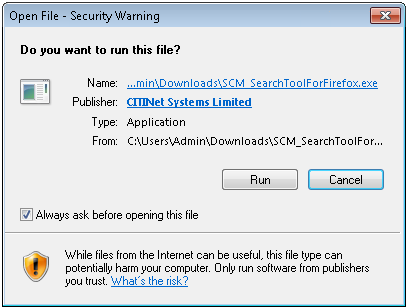 Open File - Security Warning
Do you want to run this file?
Name: ...min\Downloads\SCM_SearchToolForFirefox.exe
Publisher: CITINet Systems Limited
Type: Application
From: C:\Users\Admin\Downloads\SCM_SearchToolFor...
Run Cancel
Always ask before opening this file
While files from the Internet can be useful, this file type can
potentially harm your computer. Only run software from publishers
you trust. What's the risk?